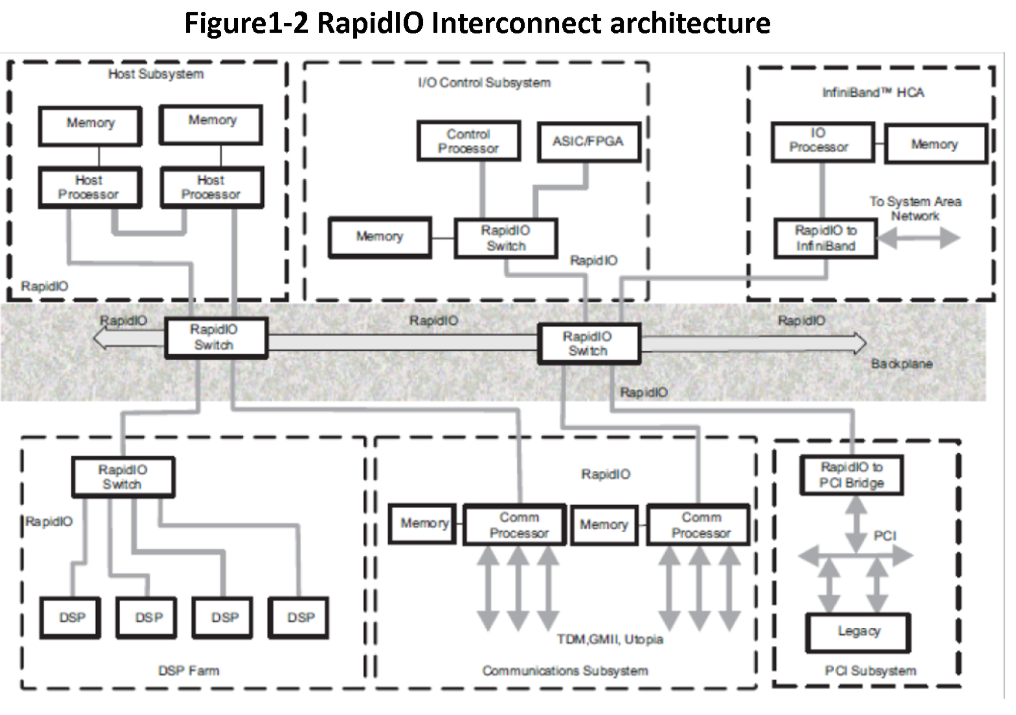 Figure1-2 RapidIO Interconnect architecture
Host Subsystem
Memory
Memory
Host
Processor
Host
Processor
RapidIO
I/O Control Subsystem
Control
Processor
ASIC/FPGA
Memory
RapidIO
Switch
RapidIO
InfiniBand™ HCA
IO
Processor
Memory
To System Area
Network
RapidIO to
InfiniBand
RapidIO
RapidIO
Switch
RapidIO
RapidIO
Switch
RapidIO
Backplane
RapidIO
RapidIO
Switch
RapidIO
DSP
DSP
DSP
DSP
DSP Farm
RapidIO
Memory
Comm
Processor
Memory
Comm
Processor
TDM,GMII, Utopia
Communications Subsystem
RapidIO to
PCI Bridge
PCI
Legacy
PCI Subsystem